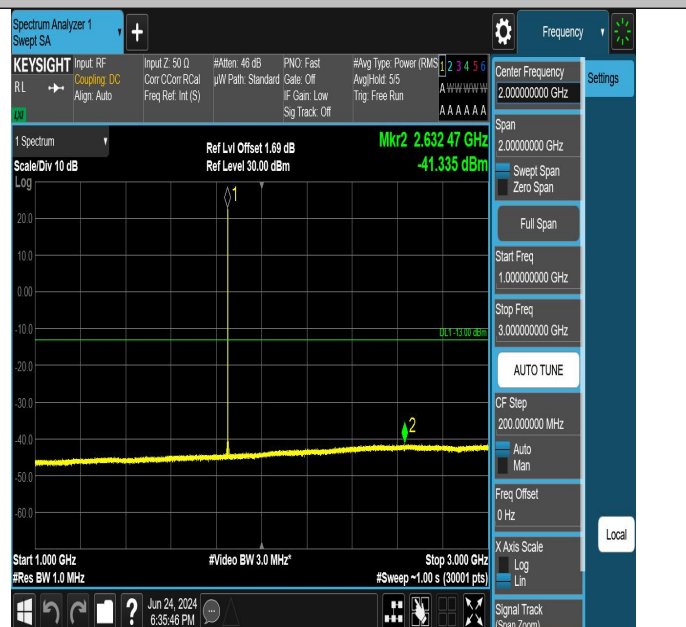 Spectrum Analyzer 1
Swept SA
Frequency
KEYSIGHT
RL
LXI
Input: RF
Coupling: DC
Align: Auto
Input Z: 50 Ω
Corr CCorr RCal
Freq Ref: Int (S)
#Atten: 46 dB
µW Path: Standard
PNO: Fast
Gate: Off
IF Gain: Low
Sig Track: Off
#Avg Type: Power (RMS
Avg|Hold: 5/5
Trig: Free Run
1 2 3 4 5 6
A W W W W W
A A A A A A
1 Spectrum
Scale/Div 10 dB
Log
Ref Lvl Offset 1.69 dB
Ref Level 30.00 dBm
Mkr2 2.632 47 GHz
-41.335 dBm
1
20.0
0.00
-10.0
DL1 -13.00 dBm
-20.0
-30.0
2
-40.0
-50.0
-60.0
Start 1.000 GHz
#Res BW 1.0 MHz
#Video BW 3.0 MHz*
Stop 3.000 GHz
#Sweep ~1.00 s (30001 pts)
?
Jun 24, 2024
6:35:46 PM
Center Frequency
2.000000000 GHz
Span
2.00000000 GHz
Swept Span
Zero Span
Full Span
Start Freq
1.000000000 GHz
Stop Freq
3.000000000 GHz
AUTO TUNE
CF Step
200.000000 MHz
Auto
Man
Freq Offset
0 Hz
X Axis Scale
Log
Lin
Signal Track
(Span Zoom)
Settings
Local